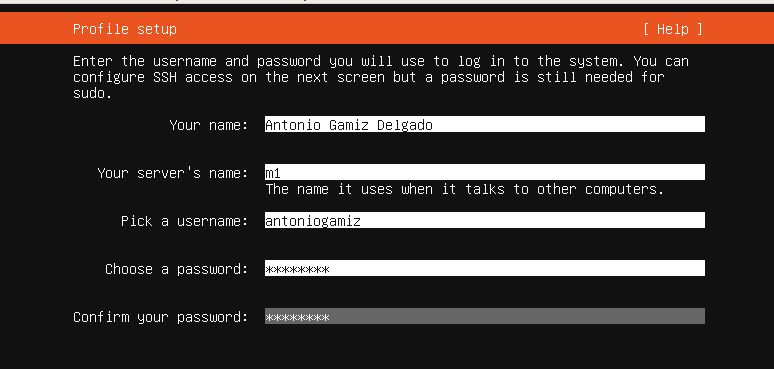 Profile setup [ Help ]
Enter the username and password you will use to log in to the system. You can
configure SSH access on the next screen but a password is still needed for
sudo.
Your name: Antonio Gamiz Delgado
Your server's name: m1
The name it uses when it talks to other computers.
Pick a username: antoniogamiz
Choose a password: ********
Confirm your password: ********